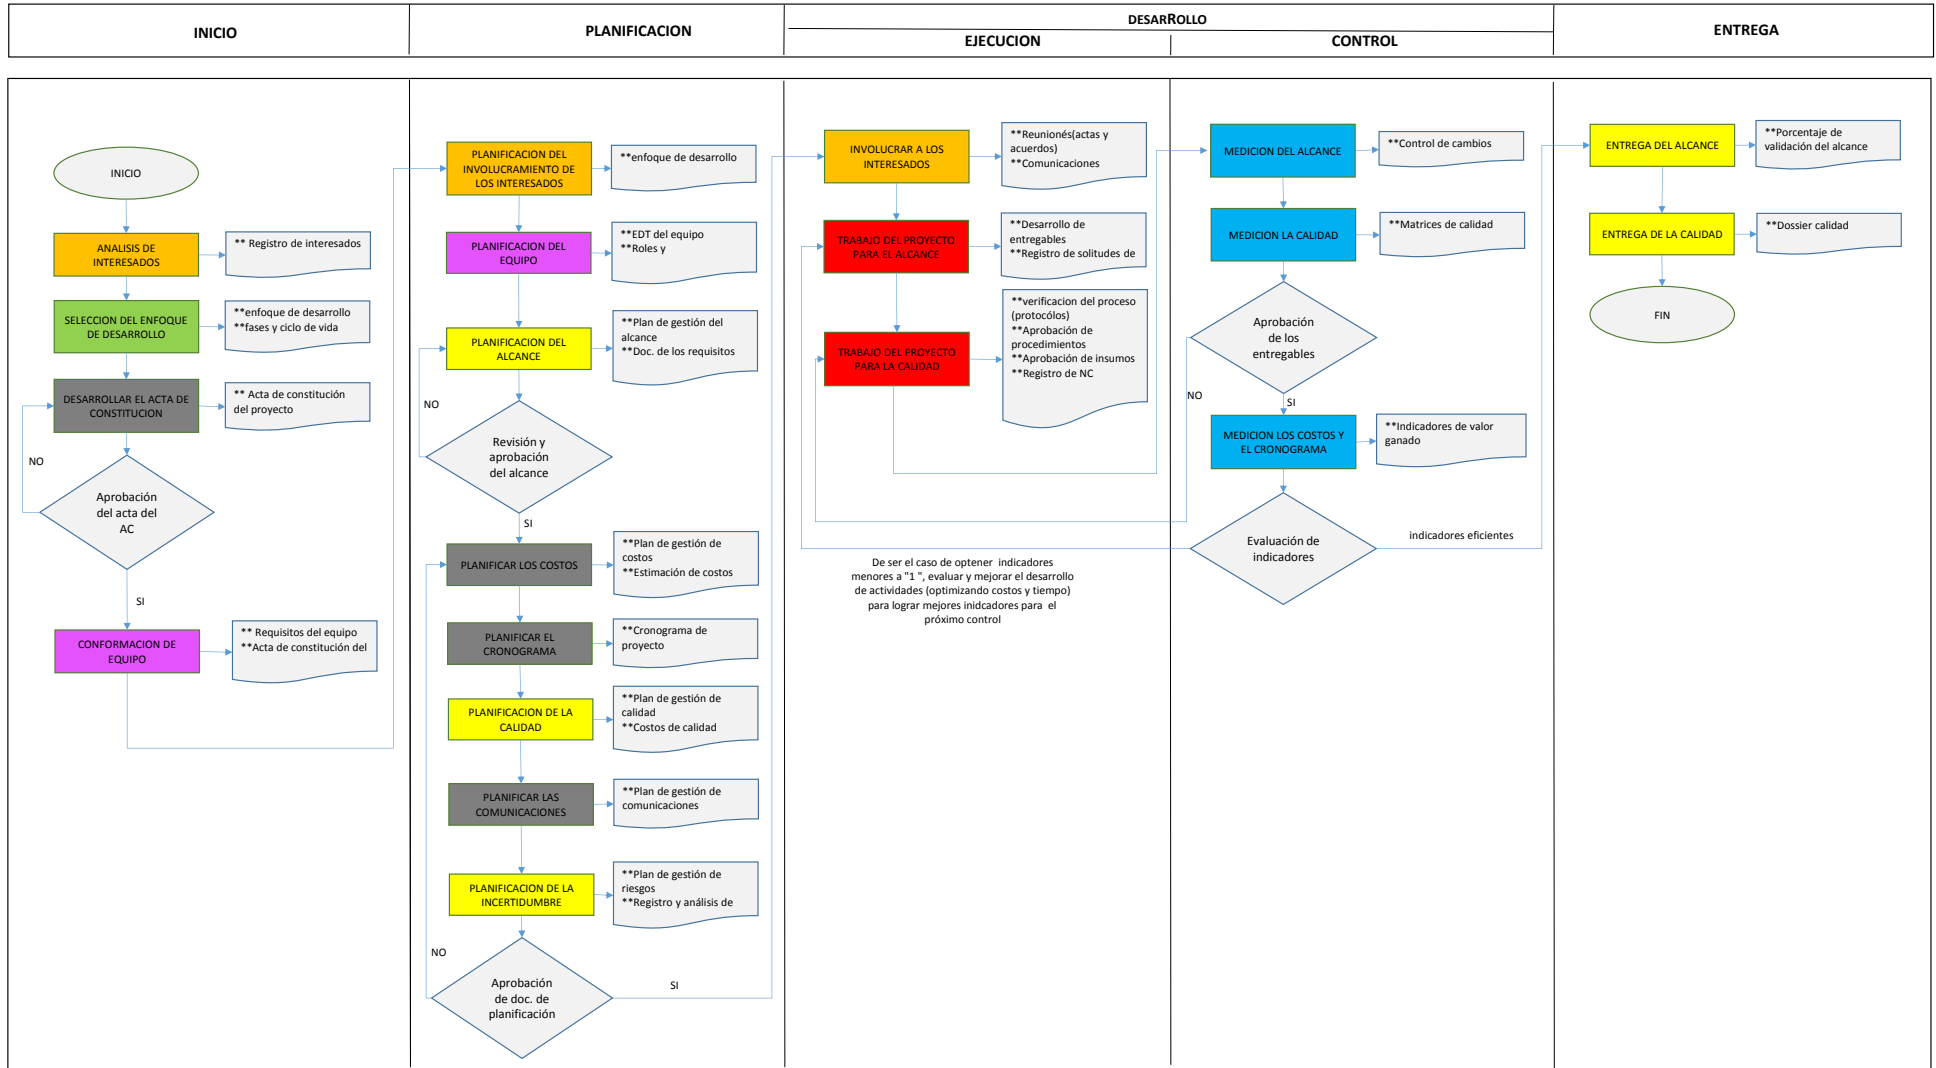 INICIO
PLANIFICACION
DESARROLLO
EJECUCION
CONTROL
ENTREGA
INICIO
ANALISIS DE
INTERESADOS
** Registro de interesados
SELECCION DEL ENFOQUE
DE DESARROLLO
**enfoque de desarrollo
**fases y ciclo de vida
DESARROLLAR EL ACTA DE
CONSTITUCION
** Acta de constitución
del proyecto
NO
Aprobación
del acta del
AC
SI
CONFORMACION DE
EQUIPO
** Requisitos del equipo
**Acta de constitución del
PLANIFICACION DEL
INVOLUCRAMIENTO DE
LOS INTERESADOS
**enfoque de desarrollo
PLANIFICACION DEL
EQUIPO
**EDT del equipo
**Roles y
PLANIFICACION DEL
ALCANCE
**Plan de gestión del
alcance
**Doc. de los requisitos
NO
Revisión y
aprobación
del alcance
SI
PLANIFICAR LOS COSTOS
**Plan de gestión de
costos
**Estimación de costos
PLANIFICAR EL
CRONOGRAMA
**Cronograma de
proyecto
PLANIFICACION DE LA
CALIDAD
**Plan de gestión de
calidad
**Costos de calidad
PLANIFICAR LAS
COMUNICACIONES
**Plan de gestión de
comunicaciones
PLANIFICACION DE LA
INCERTIDUMBRE
**Plan de gestión de
riesgos
**Registro y análisis de
NO
Aprobación
de doc. de
planificación
SI
INVOLUCRAR A LOS
INTERESADOS
**Reunionés(actas y
acuerdos)
**Comunicaciones
TRABAJO DEL PROYECTO
PARA EL ALCANCE
**Desarrollo de
entregables
**Registro de solitudes de
TRABAJO DEL PROYECTO
PARA LA CALIDAD
**verificacion del proceso
(protocólos)
**Aprobación de
procedimientos
**Aprobación de insumos
**Registro de NC
De ser el caso de optener indicadores
menores a "1 ", evaluar y mejorar el desarrollo
de actividades (optimizando costos y tiempo)
para lograr mejores inidcadores para el
próximo control
MEDICION DEL ALCANCE
**Control de cambios
MEDICION LA CALIDAD
**Matrices de calidad
Aprobación
de los
entregables
NO
SI
MEDICION LOS COSTOS Y
EL CRONOGRAMA
**Indicadores de valor
ganado
Evaluación de
indicadores
indicadores eficientes
ENTREGA DEL ALCANCE
**Porcentaje de
validación del alcance
ENTREGA DE LA CALIDAD
**Dossier calidad
FIN